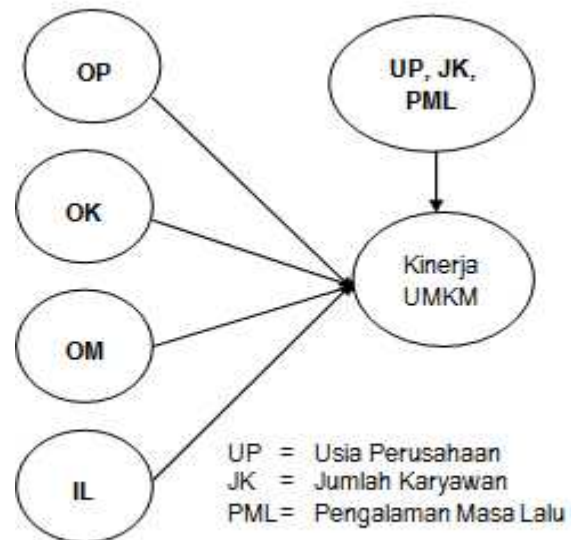 OP
UP, JK,
PML
OK
Kinerja
UMKM
OM
IL
UP = Usia Perusahaan
JK = Jumlah Karyawan
PML= Pengalaman Masa Lalu